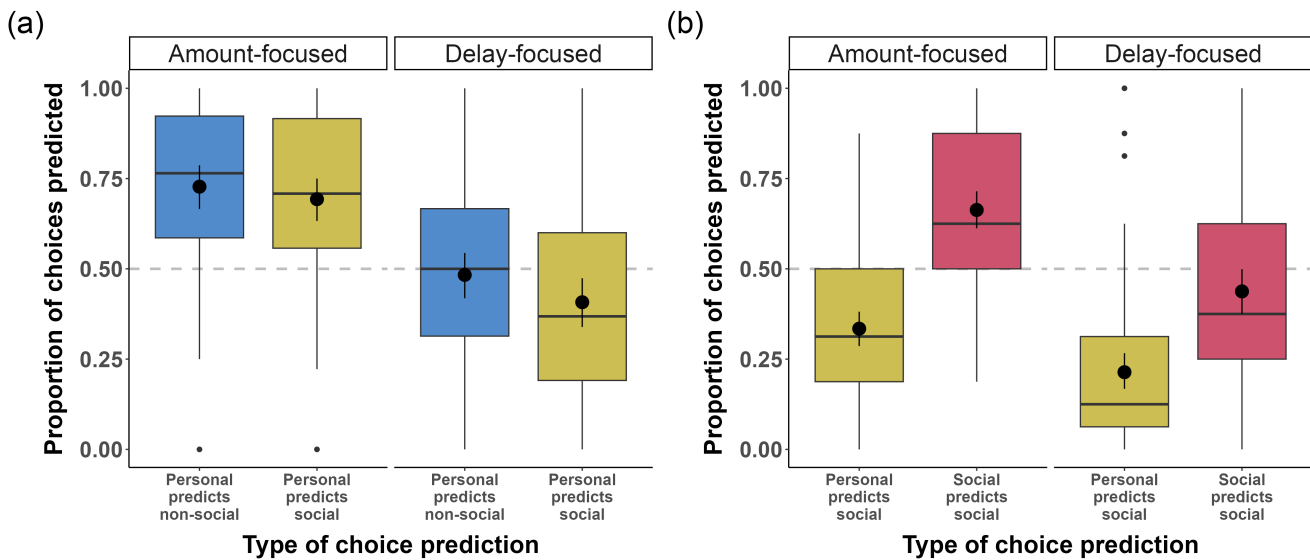 (a)
Amount-focused
Delay-focused
Proportion of choices predicted
1.00
0.75
0.50
0.25
0.00
Personal
predicts
non-social
Personal
predicts
social
Personal
predicts
non-social
Personal
predicts
social
Type of choice prediction
(b)
Amount-focused
Delay-focused
Proportion of choices predicted
1.00
0.75
0.50
0.25
0.00
Personal
predicts
social
Social
predicts
social
Personal
predicts
social
Social
predicts
social
Type of choice prediction